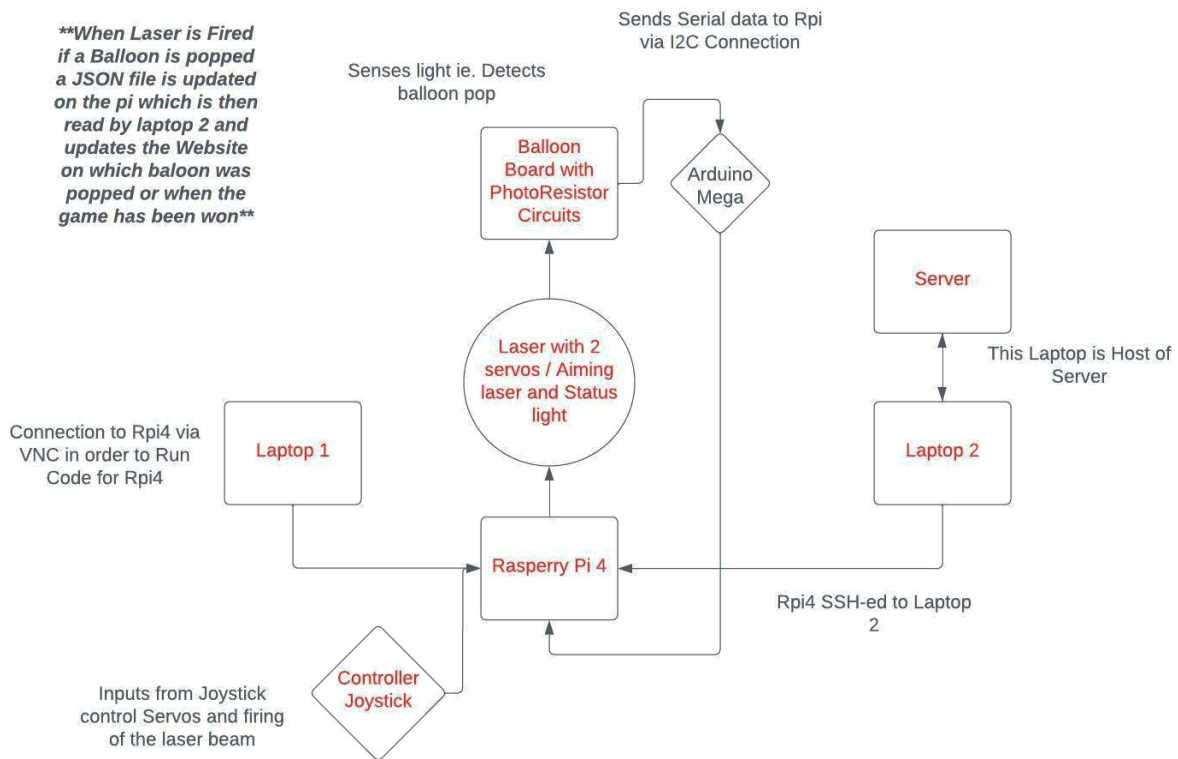 **When Laser is Fired
if a Balloon is popped
a JSON file is updated
on the pi which is then
read by laptop 2 and
updates the Website
on which baloon was
popped or when the
game has been won**
Sends Serial data to Rpi
via I2C Connection
Senses light ie. Detects
balloon pop
Balloon
Board with
PhotoResistor
Circuits
Arduino
Mega
Server
This Laptop is Host of
Server
Laser with 2
servos / Aiming
laser and Status
light
Connection to Rpi4 via
VNC in order to Run
Code for Rpi4
Laptop 1
Laptop 2
Rasperry Pi 4
Rpi4 SSH-ed to Laptop
2
Controller
Joystick
Inputs from Joystick
control Servos and firing
of the laser beam